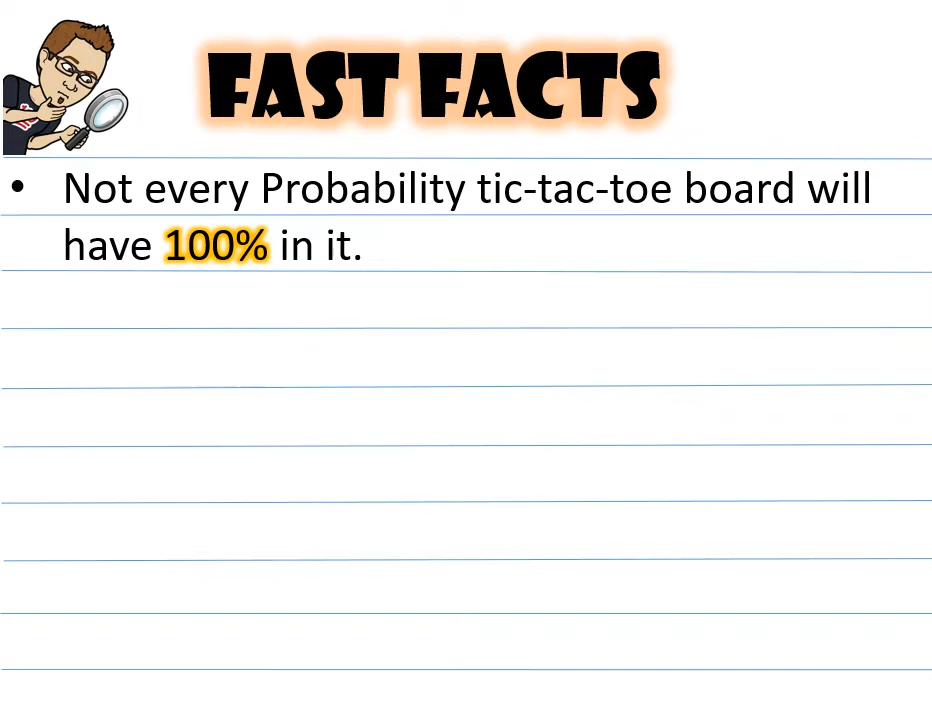 FAST FACTS
• Not every Probability tic-tac-toe board will
have 100% in it.